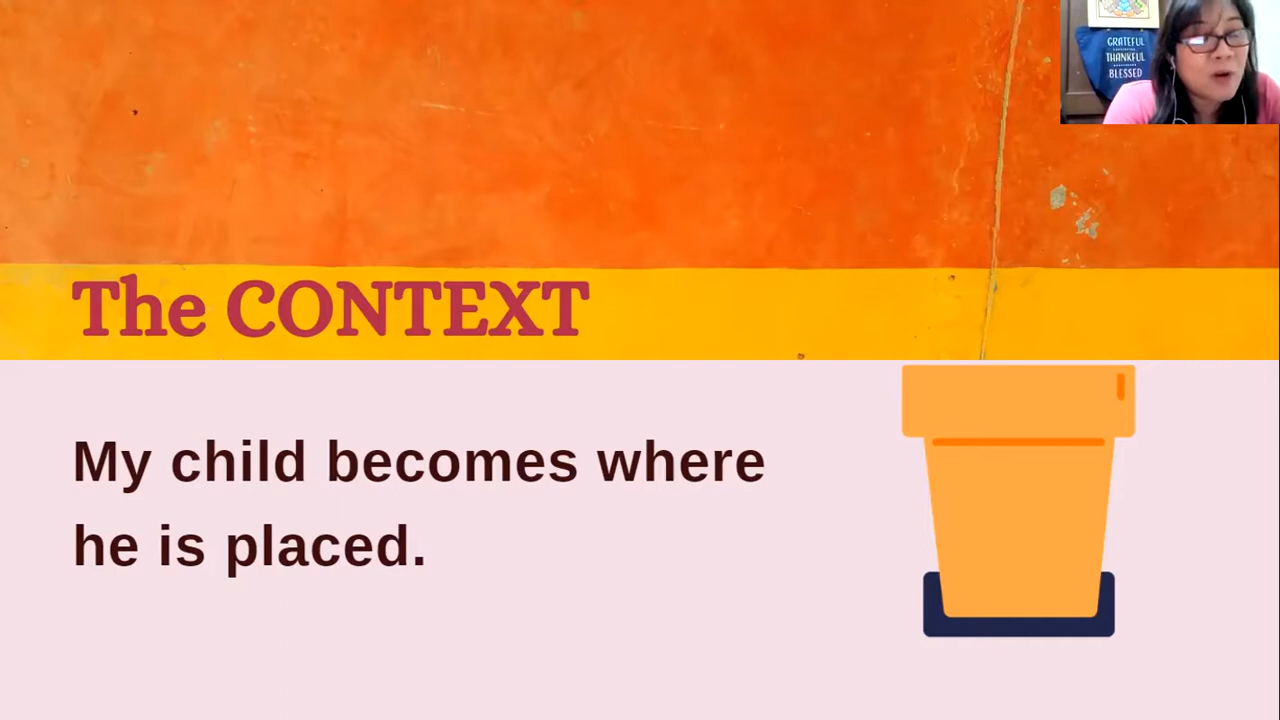 GRATEFUL
THANKFUL
BLESSED
The CONTEXT
My child becomes where
he is placed.